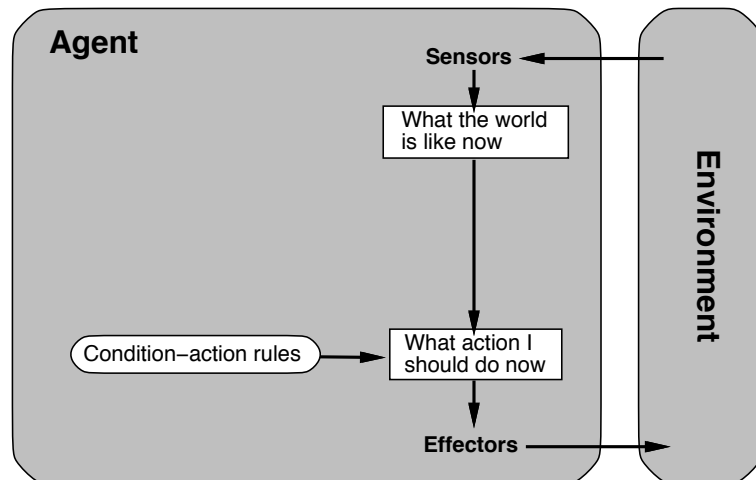 Agent
Sensors
What the world
is like now
Environment
Condition–action rules
What action I
should do now
Effectors